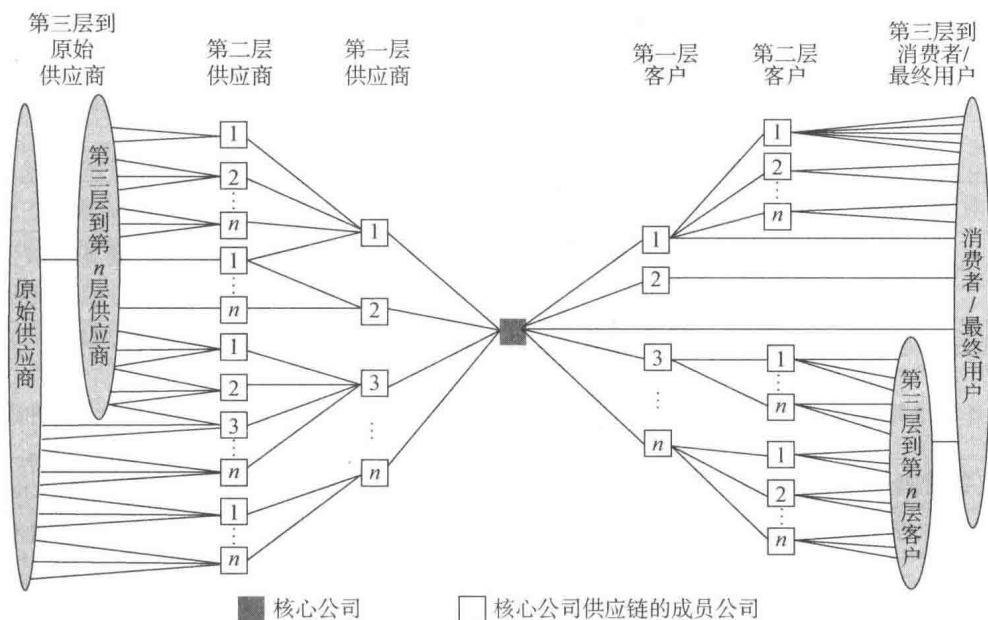 第三层到
原始
供应商
第二层
供应商
第一层
供应商
第一层
客户
第二层
客户
第三层到
消费者/
最终用户
原始供应商
第三层到第n层供应商
1
2
n
1
n
1
2
3
n
1
n
1
2
3
n
1
2
3
n
1
2
n
1
n
1
2
n
消费者/最终用户
第三层到第n层客户
核心公司
核心公司供应链的成员公司